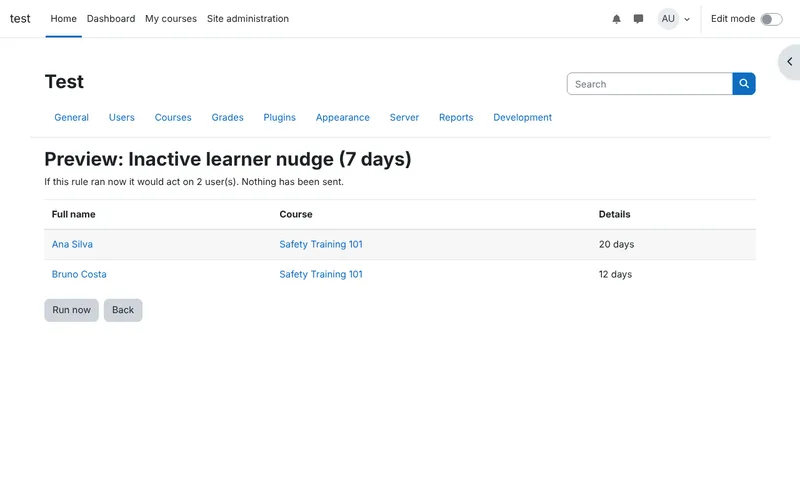 test Home Dashboard My courses Site administration AU Edit mode
Test
Search
General Users Courses Grades Plugins Appearance Server Reports Development
Preview: Inactive learner nudge (7 days)
If this rule ran now it would act on 2 user(s). Nothing has been sent.
Full name Course Details
Ana Silva Safety Training 101 20 days
Bruno Costa Safety Training 101 12 days
Run now Back